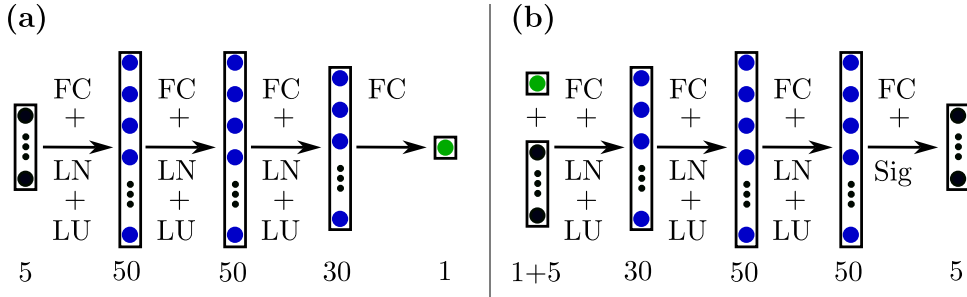 (a)
FC FC FC FC
+ + +
LN LN LN
+ + +
LU LU LU
5 50 50 30 1
(b)
FC FC FC FC
+ + + + +
LN LN LN Sig
+ + +
LU LU LU
1+5 30 50 50 5